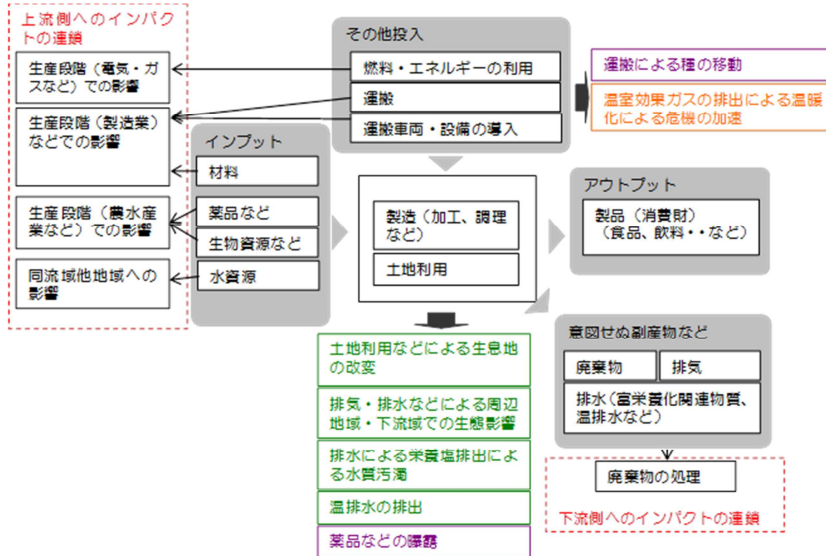 上流側へのインパク
トの連鎖
生産段階（電気・ガ
スなど）での影響
生産段階（製造業）
などでの影響
生産段階（農水産
業など）での影響
同流域他地域への
影響
その他投入
燃料・エネルギーの利用
運搬
運搬車両・設備の導入
運搬による種の移動
温室効果ガスの排出による温暖
化による危機の加速
インプット
材料
薬品など
生物資源など
水資源
製造（加工、調理
など）
土地利用
アウトプット
製品（消費財）
（食品、飲料・・など）
土地利用などによる生息地
の改変
排気・排水などによる周辺
地域・下流域での生態影響
排水による栄養塩排出によ
る水質汚濁
温排水の排出
薬品などの曝露
意図せぬ副産物など
廃棄物
排気
排水（富栄養化関連物質、
温排水など）
廃棄物の処理
下流側へのインパクトの連鎖